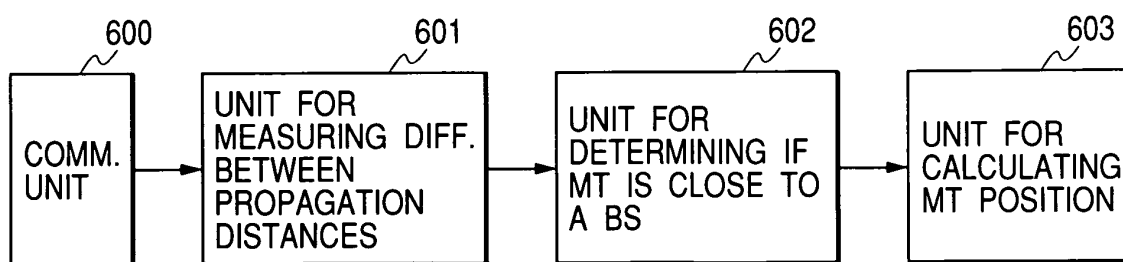 600
601
602
603
COMM.
UNIT
UNIT FOR
MEASURING DIFF.
BETWEEN
PROPAGATION
DISTANCES
UNIT FOR
DETERMINING IF
MT IS CLOSE TO
A BS
UNIT FOR
CALCULATING
MT POSITION